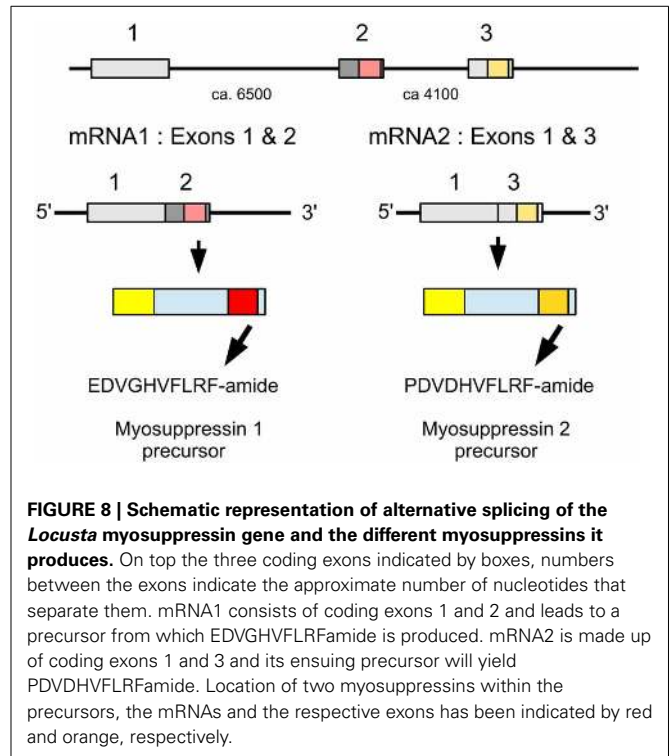 1 2 3
ca. 6500 ca 4100
mRNA1 : Exons 1 & 2 mRNA2 : Exons 1 & 3
1 2 1 3
5' 3' 5' 3'
EDVGHVFLRF-amide PDVDHVFLRF-amide
Myosuppressin 1 Myosuppressin 2
precursor precursor
FIGURE 8 | Schematic representation of alternative splicing of the
Locusta myosuppressin gene and the different myosuppressins it
produces. On top the three coding exons indicated by boxes, numbers
between the exons indicate the approximate number of nucleotides that
separate them. mRNA1 consists of coding exons 1 and 2 and leads to a
precursor from which EDVGHVFLRFamide is produced. mRNA2 is made up
of coding exons 1 and 3 and its ensuing precursor will yield
PDVDHVFLRFamide. Location of two myosuppressins within the
precursors, the mRNAs and the respective exons has been indicated by red
and orange, respectively.